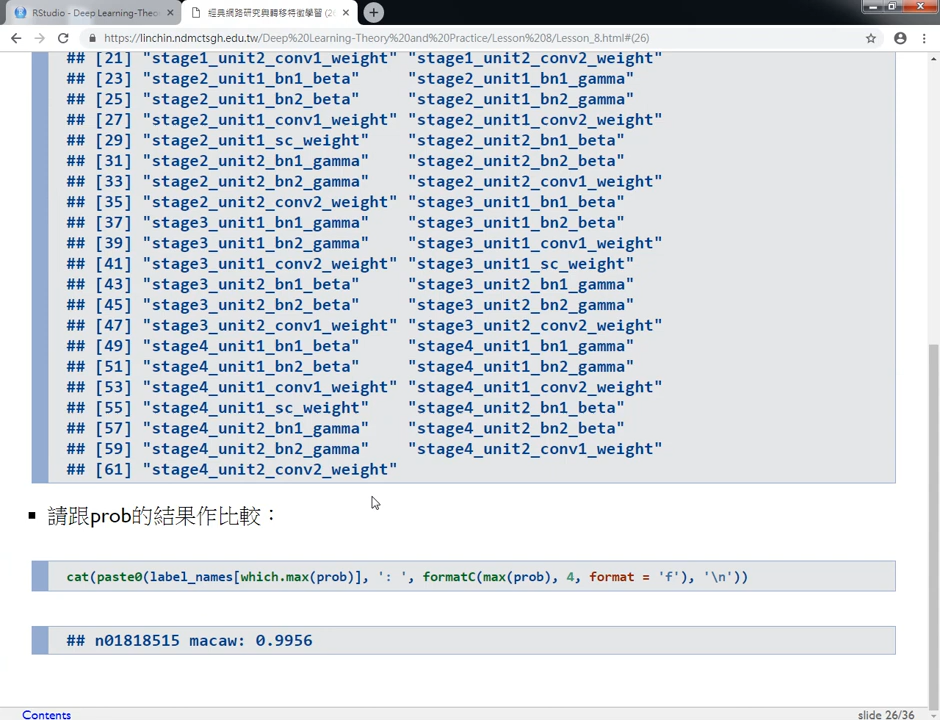 RStudio - Deep Learning-Theo
經典網路研究與轉移特徵學習 (2
https://linchin.ndmctsgh.edu.tw/Deep%20Learning-Theory%20and%20Practice/Lesson%208/Lesson_8.html#(26)
## [21] "stage1_unit2_conv1_weight" "stage1_unit2_conv2_weight"
## [23] "stage2_unit1_bn1_beta" "stage2_unit1_bn1_gamma"
## [25] "stage2_unit1_bn2_beta" "stage2_unit1_bn2_gamma"
## [27] "stage2_unit1_conv1_weight" "stage2_unit1_conv2_weight"
## [29] "stage2_unit1_sc_weight" "stage2_unit2_bn1_beta"
## [31] "stage2_unit2_bn1_gamma" "stage2_unit2_bn2_beta"
## [33] "stage2_unit2_bn2_gamma" "stage2_unit2_conv1_weight"
## [35] "stage2_unit2_conv2_weight" "stage3_unit1_bn1_beta"
## [37] "stage3_unit1_bn1_gamma" "stage3_unit1_bn2_beta"
## [39] "stage3_unit1_bn2_gamma" "stage3_unit1_conv1_weight"
## [41] "stage3_unit1_conv2_weight" "stage3_unit1_sc_weight"
## [43] "stage3_unit2_bn1_beta" "stage3_unit2_bn1_gamma"
## [45] "stage3_unit2_bn2_beta" "stage3_unit2_bn2_gamma"
## [47] "stage3_unit2_conv1_weight" "stage3_unit2_conv2_weight"
## [49] "stage4_unit1_bn1_beta" "stage4_unit1_bn1_gamma"
## [51] "stage4_unit1_bn2_beta" "stage4_unit1_bn2_gamma"
## [53] "stage4_unit1_conv1_weight" "stage4_unit1_conv2_weight"
## [55] "stage4_unit1_sc_weight" "stage4_unit2_bn1_beta"
## [57] "stage4_unit2_bn1_gamma" "stage4_unit2_bn2_beta"
## [59] "stage4_unit2_bn2_gamma" "stage4_unit2_conv1_weight"
## [61] "stage4_unit2_conv2_weight"
▪ 請跟prob的結果作比較：
cat(paste0(label_names[which.max(prob)], ': ', formatC(max(prob), 4, format = 'f'), '\n'))
## n01818515 macaw: 0.9956
Contents
slide 26/36